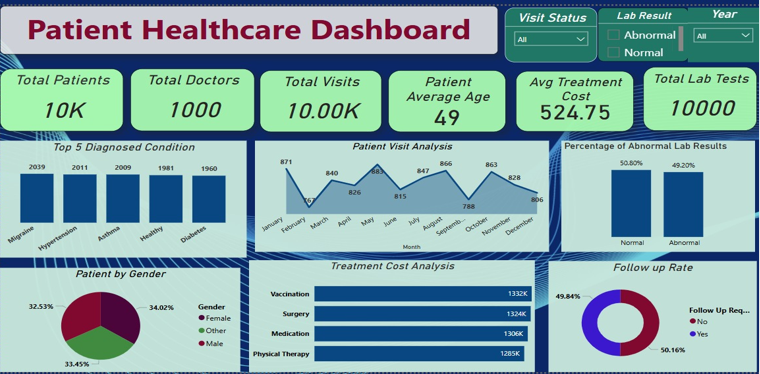 Patient Healthcare Dashboard
Visit Status
All
Lab Result
Abnormal
Normal
Year
All
Total Patients
10K
Total Doctors
1000
Total Visits
10.00K
Patient
Average Age
49
Avg Treatment
Cost
524.75
Total Lab Tests
10000
Top 5 Diagnosed Condition
2039
2011
2009
1981
1960
Migraine
Hypertension
Asthma
Healthy
Diabetes
Patient Visit Analysis
871
767
840
826
883
815
847
866
788
863
828
806
January
February
March
April
May
June
July
August
Septemb...
October
November
December
Month
Percentage of Abnormal Lab Results
50.80%
49.20%
Normal
Abnormal
Patient by Gender
32.53%
34.02%
33.45%
Gender
Female
Other
Male
Treatment Cost Analysis
Vaccination
1332K
Surgery
1324K
Medication
1306K
Physical Therapy
1285K
Follow up Rate
49.84%
50.16%
Follow Up Req...
No
Yes